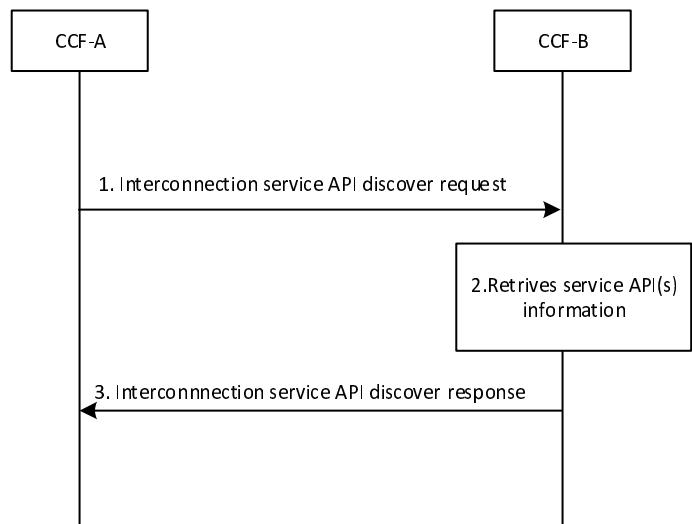 CCF-A
CCF-B
1. Interconnection service API discover request
2.Retrives service API(s)
information
3. Interconnnection service API discover response